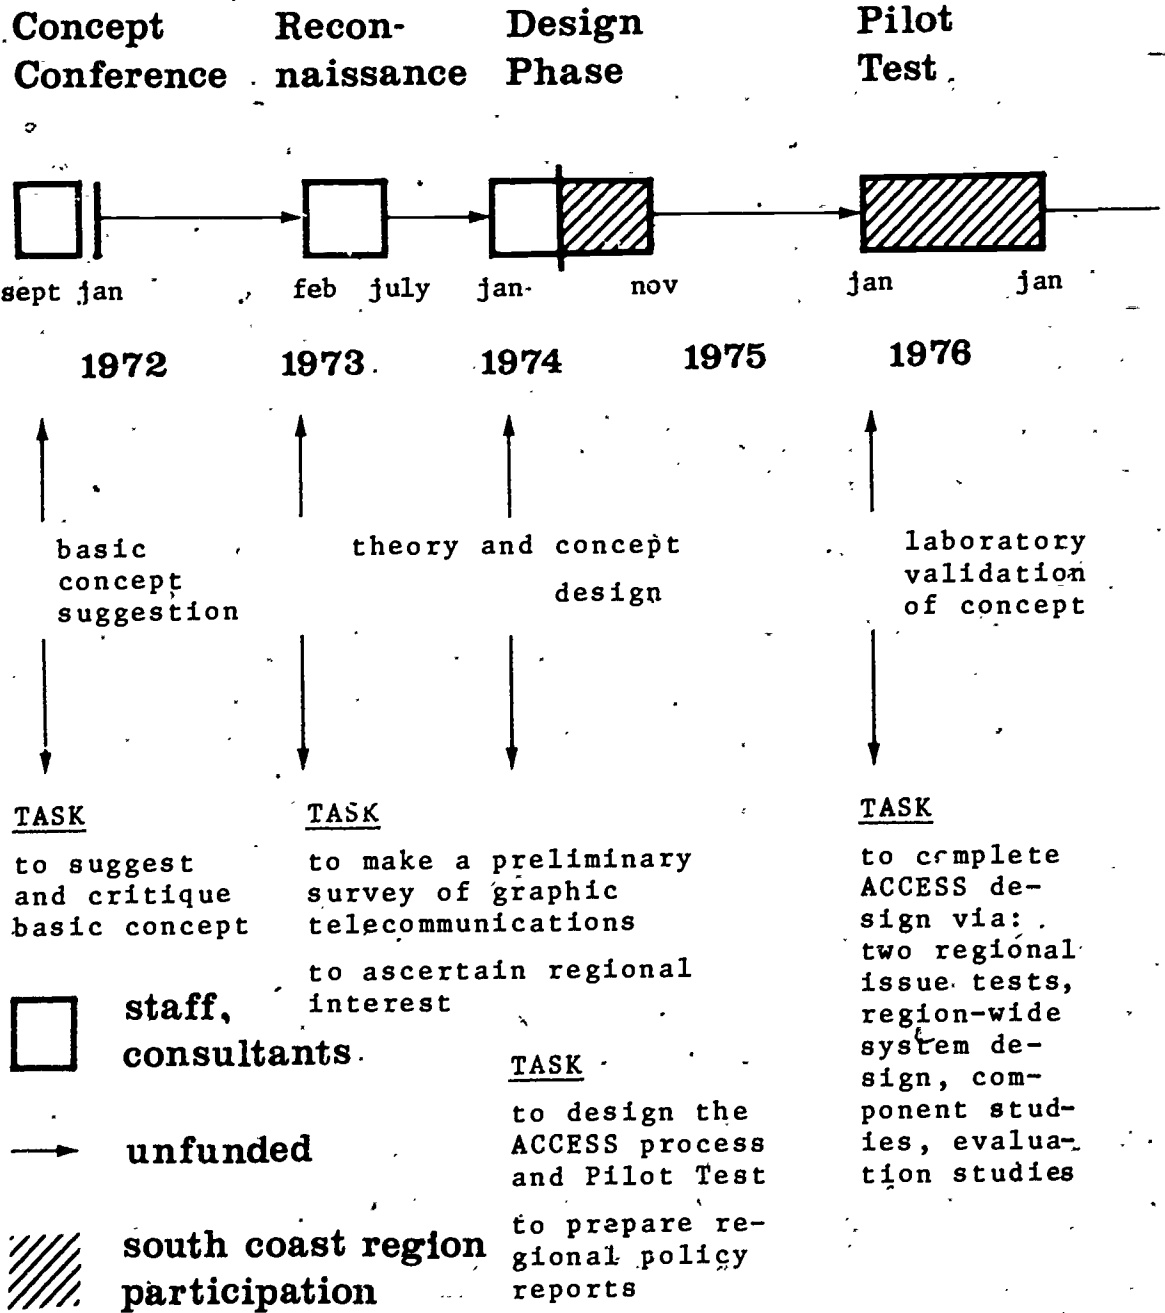 Concept
Conference
Recon-
naissance
Design
Phase
Pilot
Test
sept jan
feb july
jan
nov
jan
jan
1972
1973
1974
1975
1976
basic
concept
suggestion
theory and concept
design
laboratory
validation
of concept
TASK
to suggest
and critique
basic concept
TASK
to make a preliminary
survey of graphic
telecommunications
to ascertain regional
interest
TASK
to design the
ACCESS process
and Pilot Test
to prepare re-
gional policy
reports
TASK
to complete
ACCESS de-
sign via:
two regional
issue tests,
region-wide
system de-
sign, com-
ponent stud-
ies, evalua-
tion studies
staff,
consultants
unfunded
south coast region
participation